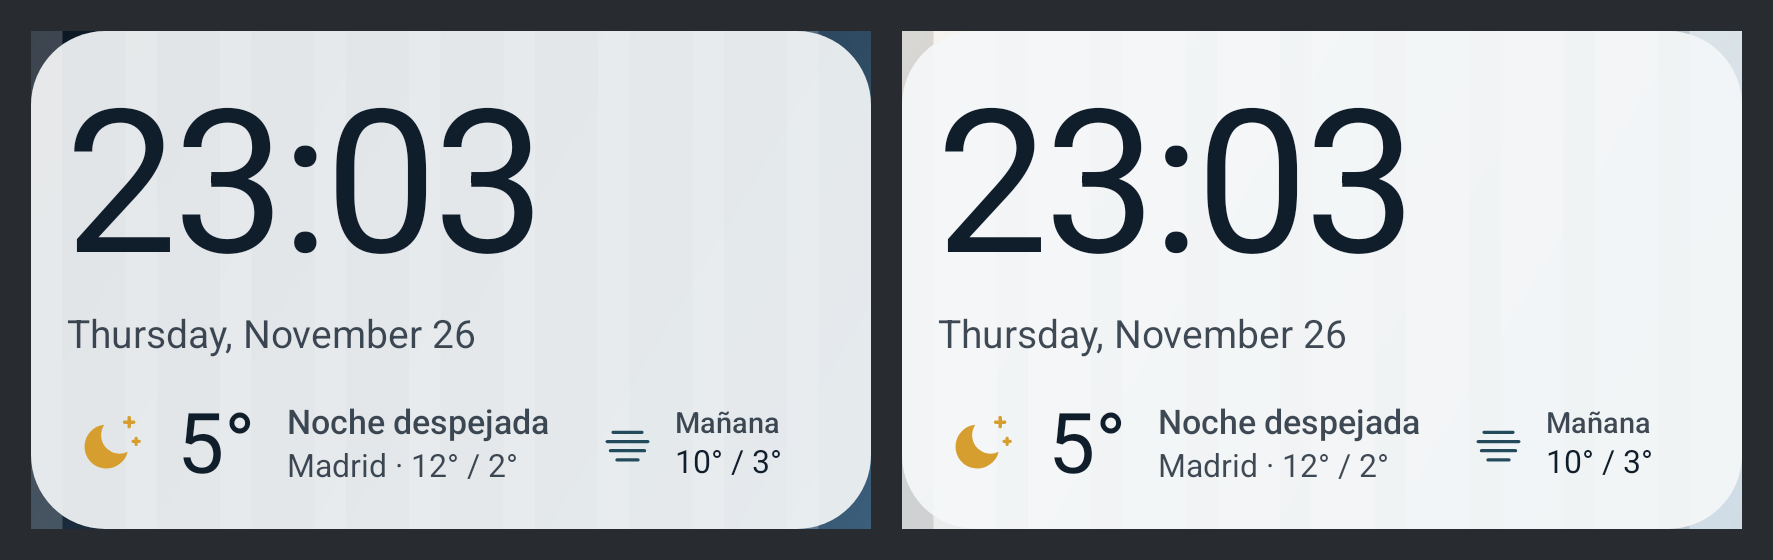 23:03
Thursday, November 26
5°
Noche despejada
Madrid · 12° / 2°
Mañana
10° / 3°
23:03
Thursday, November 26
5°
Noche despejada
Madrid · 12° / 2°
Mañana
10° / 3°